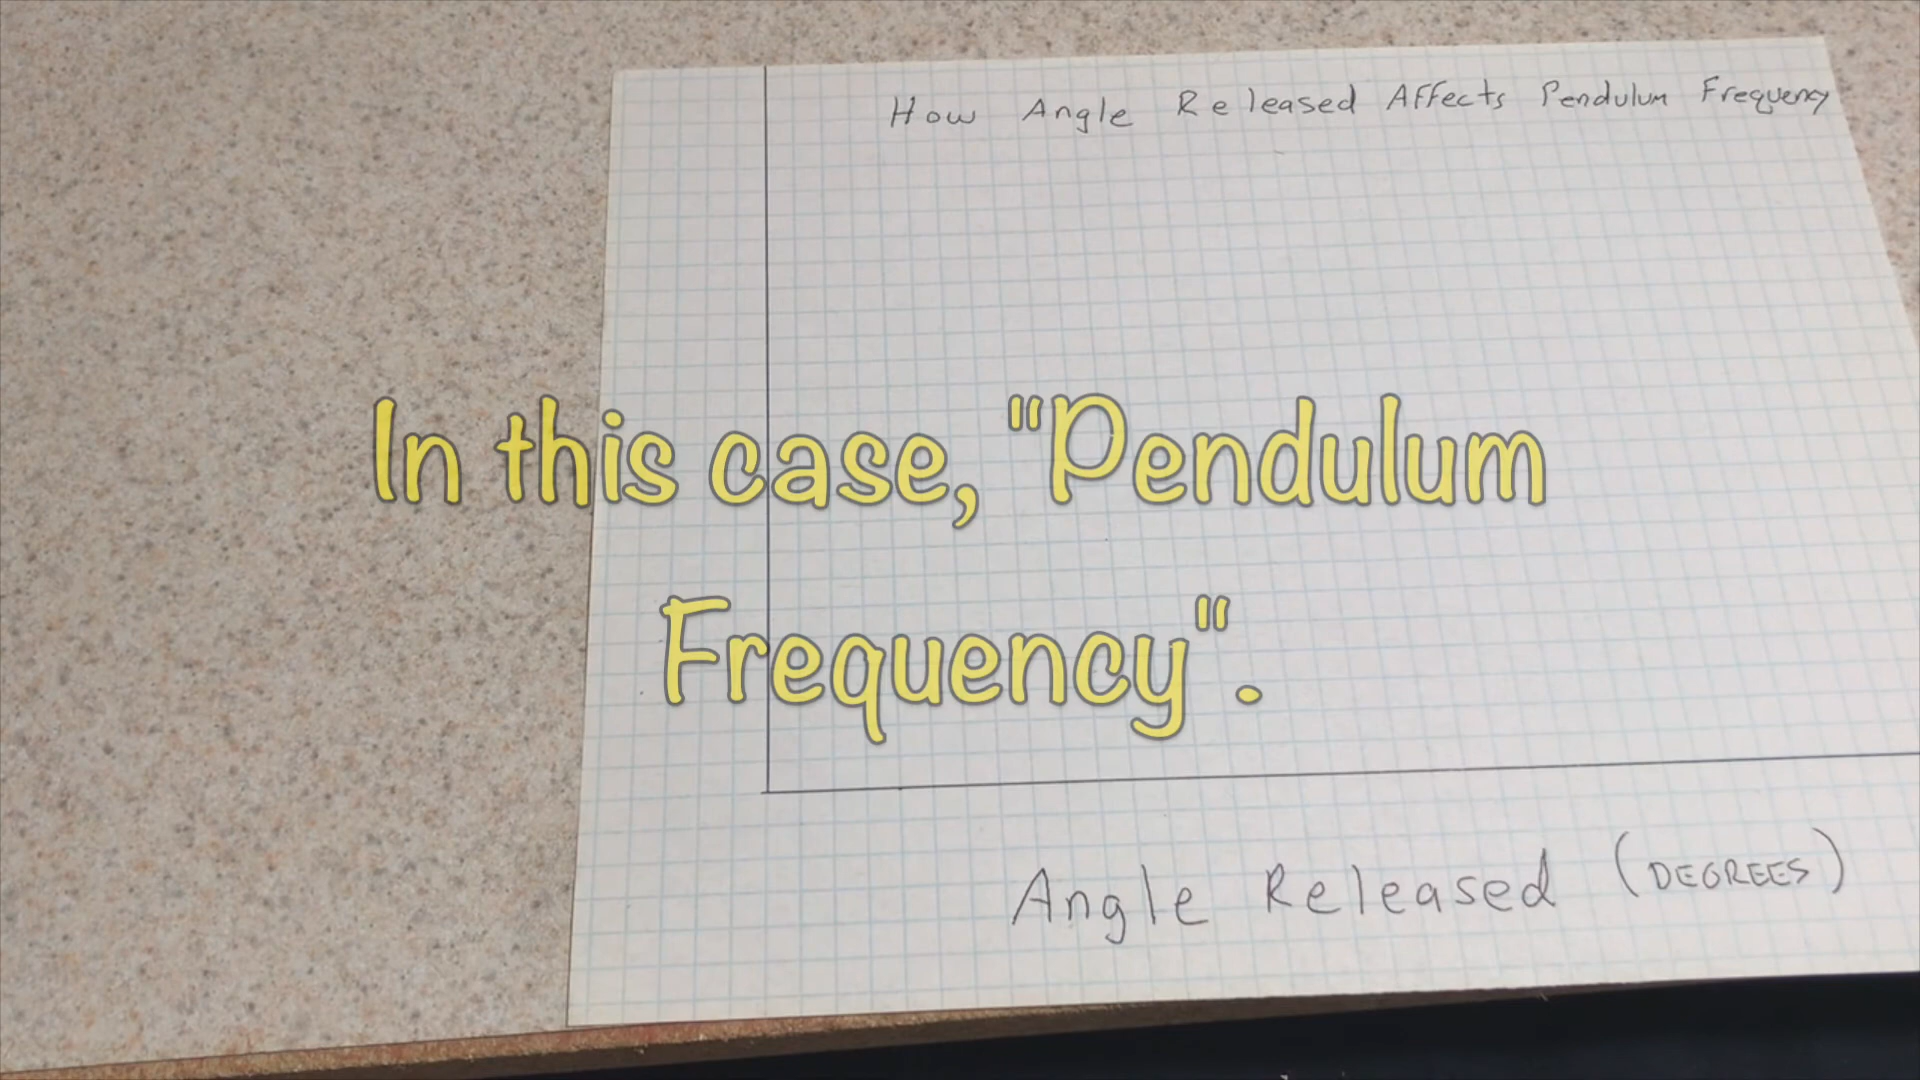 How Angle Released Affects Pendulum Frequency
In this case, "Pendulum
Frequency".
Angle Released (DEGREES)